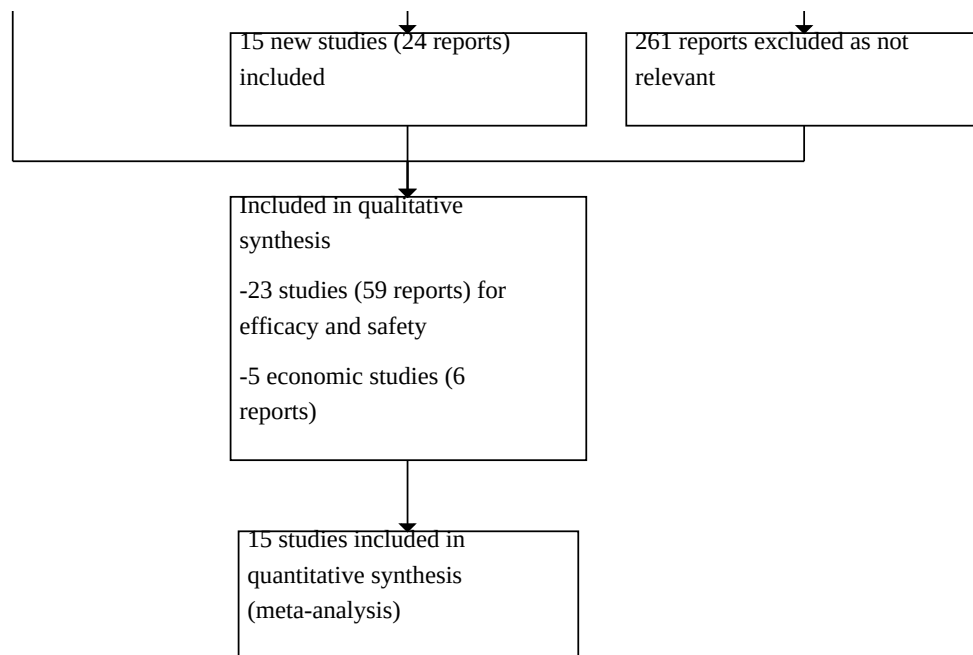 15 new studies (24 reports)
included
261 reports excluded as not
relevant
Included in qualitative
synthesis
-23 studies (59 reports) for
efficacy and safety
-5 economic studies (6
reports)
15 studies included in
quantitative synthesis
(meta-analysis)